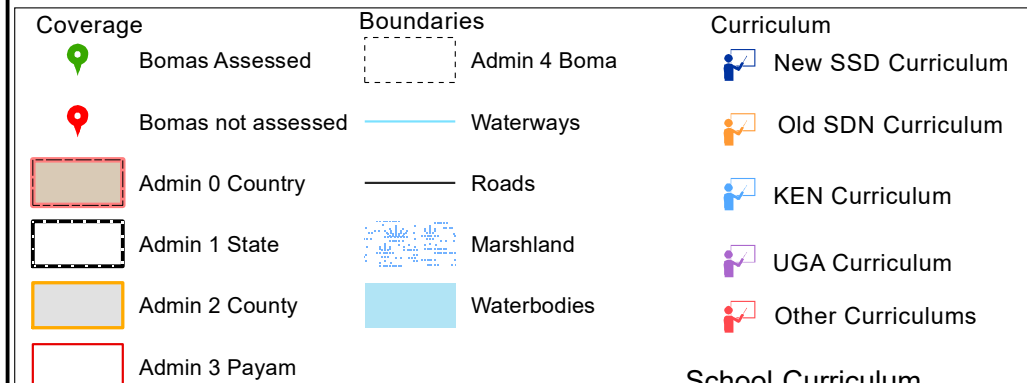 Coverage
Bomas Assessed
Bomas not assessed
Admin 0 Country
Admin 1 State
Admin 2 County
Admin 3 Payam
Boundaries
Admin 4 Boma
Waterways
Roads
Marshland
Waterbodies
Curriculum
New SSD Curriculum
Old SDN Curriculum
KEN Curriculum
UGA Curriculum
Other Curriculums
School Curriculum